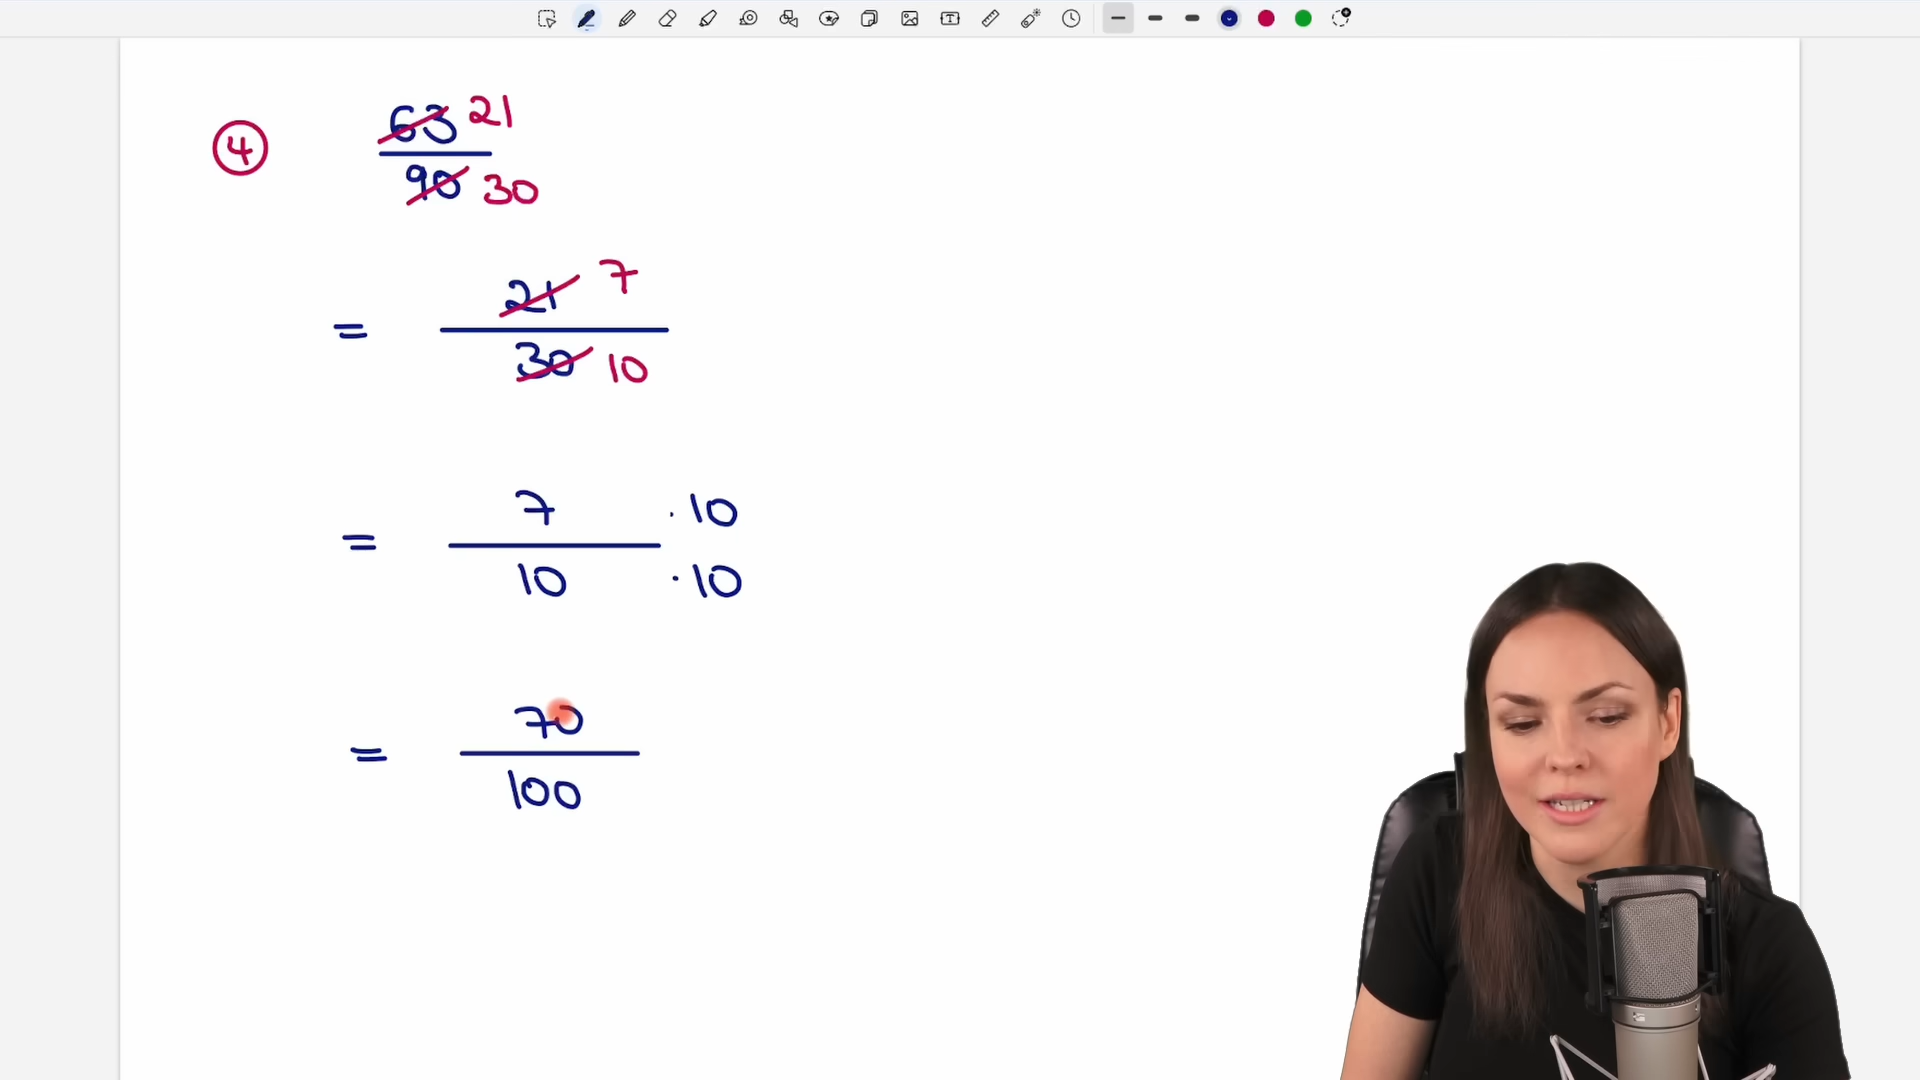 ④
63 21
90 30
= 21 7
30 10
= 7 · 10
10 · 10
= 70
100